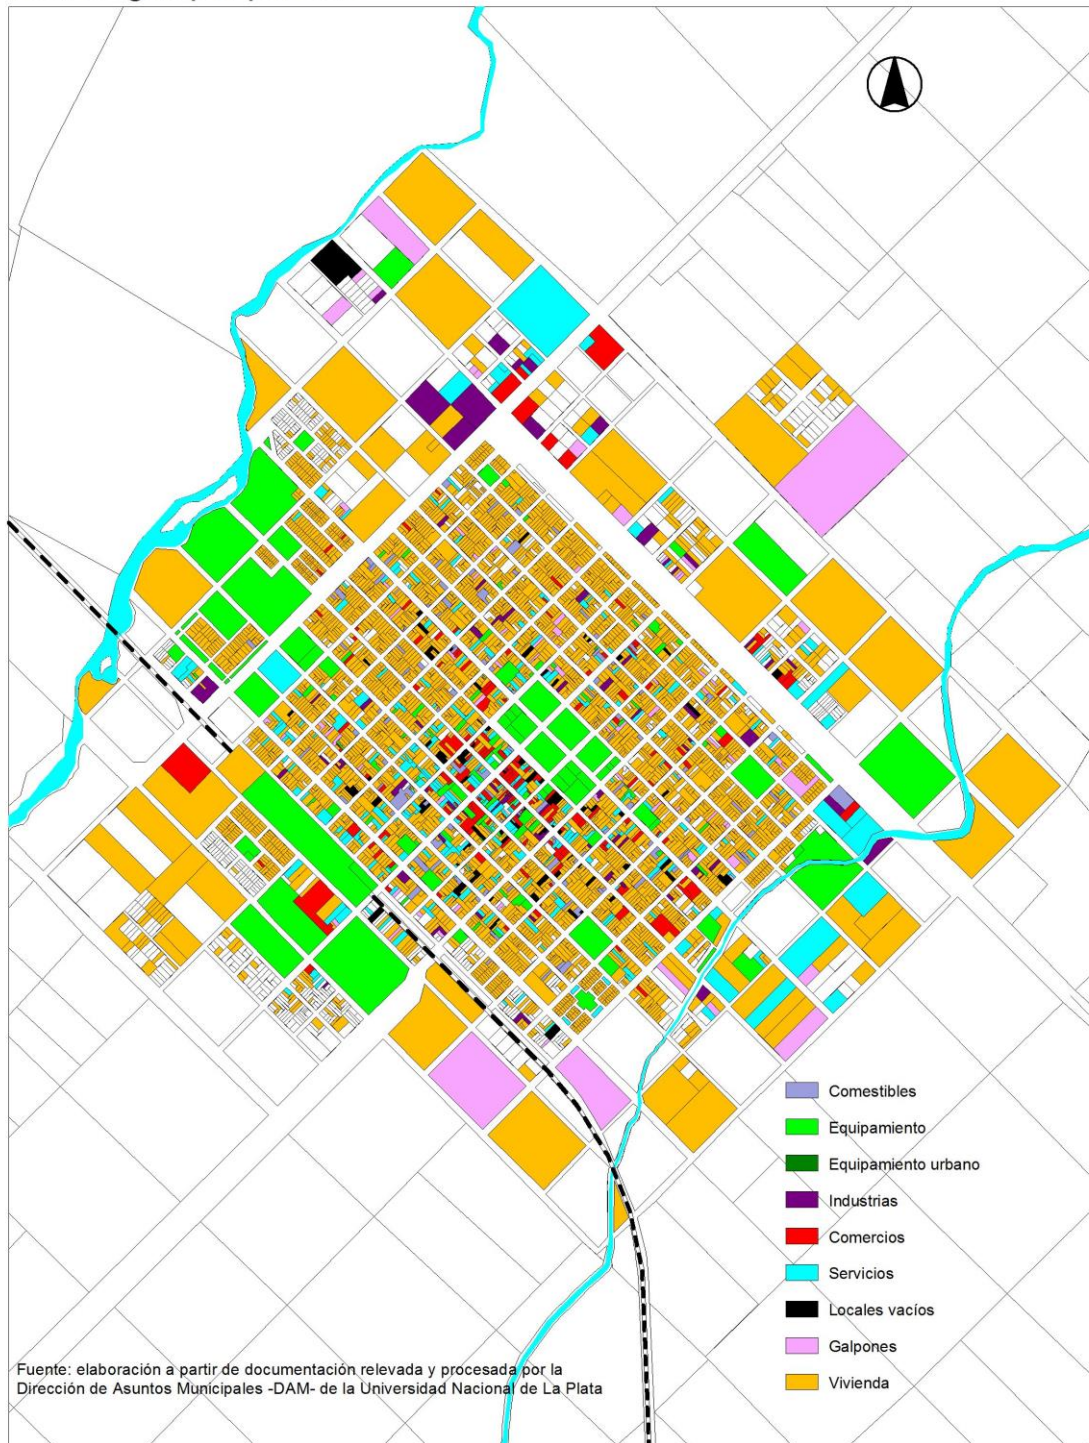 Comestibles
Equipamiento
Equipamiento urbano
Industrias
Comercios
Servicios
Locales vacíos
Galpones
Vivienda
Fuente: elaboración a partir de documentación relevada y procesada por la
Dirección de Asuntos Municipales -DAM- de la Universidad Nacional de La Plata